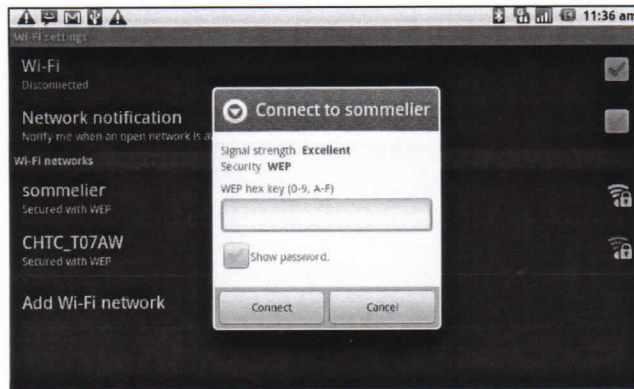 11:36 am
Wi-Fi settings
Wi-Fi
Disconnected
Network notification
Notify me when an open network is a
Wi-Fi networks
sommelier
Secured with WEP
CHTC_T07AW
Secured with WEP
Add Wi-Fi network
Connect to sommelier
Signal strength Excellent
Security WEP
WEP hex key (0-9, A-F)
Show password.
Connect
Cancel